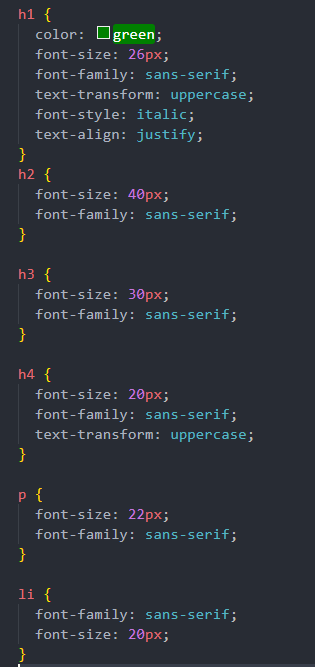 h1 {
  color: green;
  font-size: 26px;
  font-family: sans-serif;
  text-transform: uppercase;
  font-style: italic;
  text-align: justify;
}
h2 {
  font-size: 40px;
  font-family: sans-serif;
}

h3 {
  font-size: 30px;
  font-family: sans-serif;
}

h4 {
  font-size: 20px;
  font-family: sans-serif;
  text-transform: uppercase;
}

p {
  font-size: 22px;
  font-family: sans-serif;
}

li {
  font-family: sans-serif;
  font-size: 20px;
}